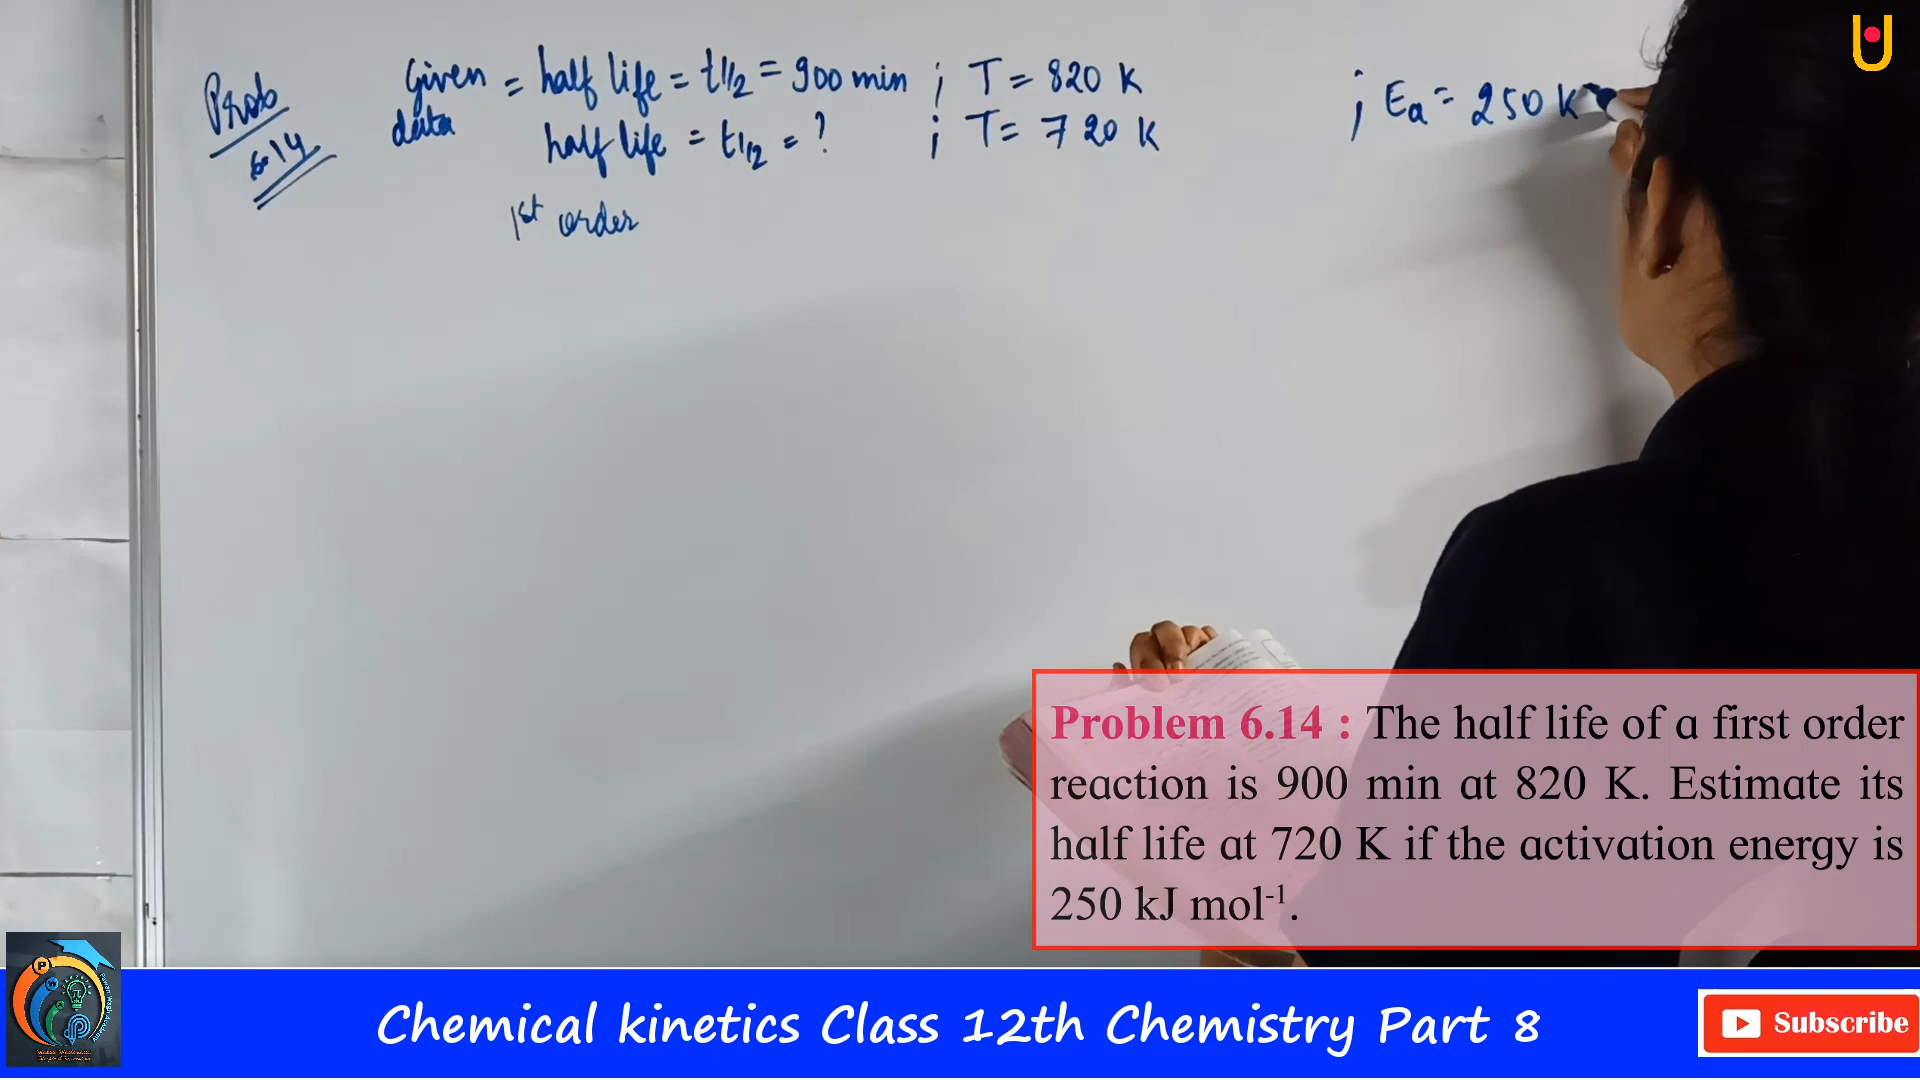 Prob
6.14
Given data = half life = t1/2 = 900 min ; T = 820 K
half life = t1/2 = ? ; T = 720 K
1st order
; Ea = 250 K
Problem 6.14 : The half life of a first order
reaction is 900 min at 820 K. Estimate its
half life at 720 K if the activation energy is
250 kJ mol⁻¹.
Chemical kinetics Class 12th Chemistry Part 8
Subscribe